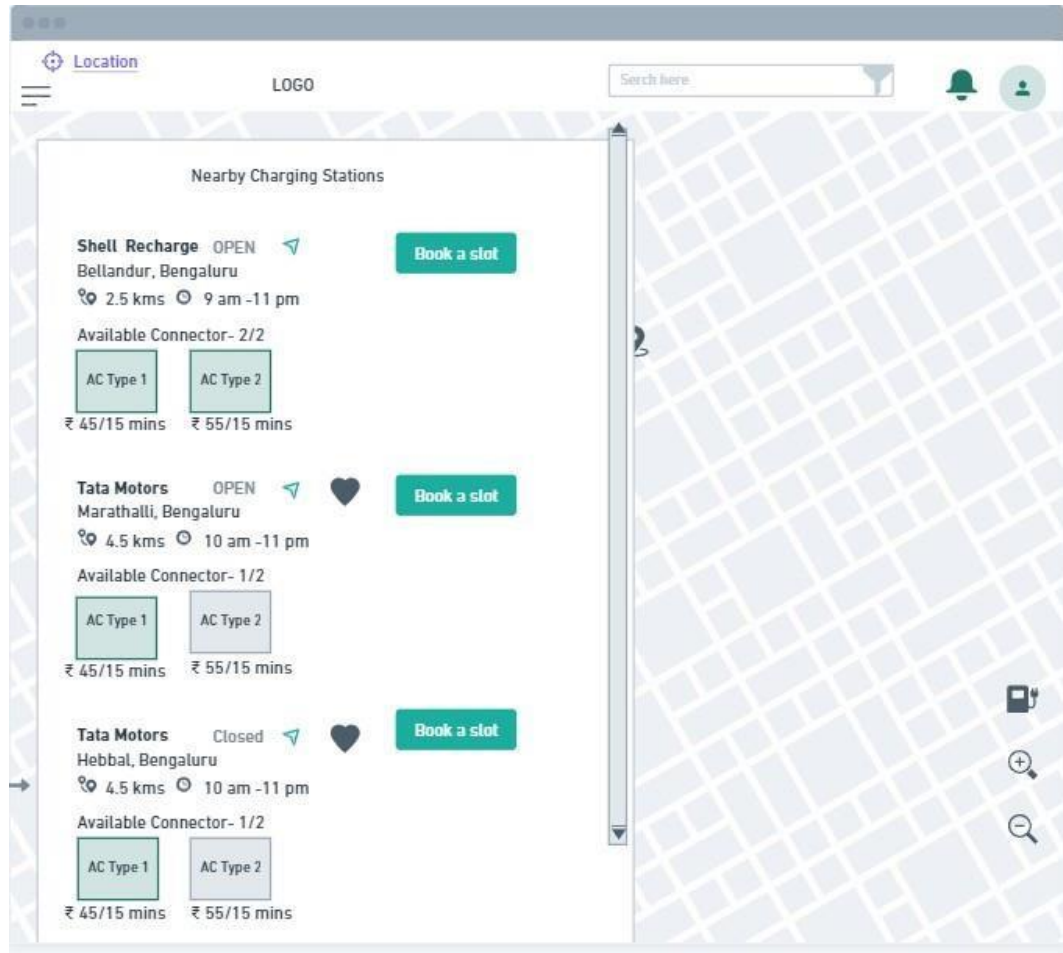 Location
LOGO
Serch here
Nearby Charging Stations
Shell Recharge OPEN
Book a slot
Bellandur, Bengaluru
2.5 kms 9 am -11 pm
Available Connector- 2/2
AC Type 1 AC Type 2
₹ 45/15 mins ₹ 55/15 mins
Tata Motors OPEN
Book a slot
Marathalli, Bengaluru
4.5 kms 10 am -11 pm
Available Connector- 1/2
AC Type 1 AC Type 2
₹ 45/15 mins ₹ 55/15 mins
Tata Motors Closed
Book a slot
Hebbal, Bengaluru
4.5 kms 10 am -11 pm
Available Connector- 1/2
AC Type 1 AC Type 2
₹ 45/15 mins ₹ 55/15 mins